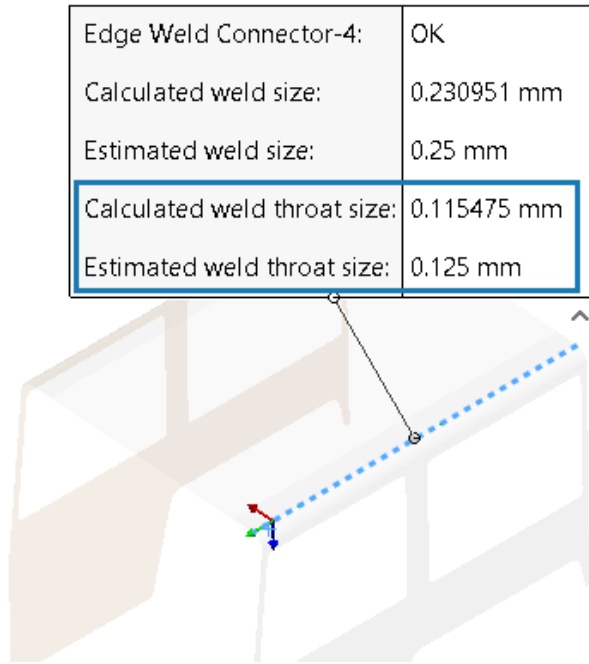 Edge Weld Connector-4: OK
Calculated weld size: 0.230951 mm
Estimated weld size: 0.25 mm
Calculated weld throat size: 0.115475 mm
Estimated weld throat size: 0.125 mm